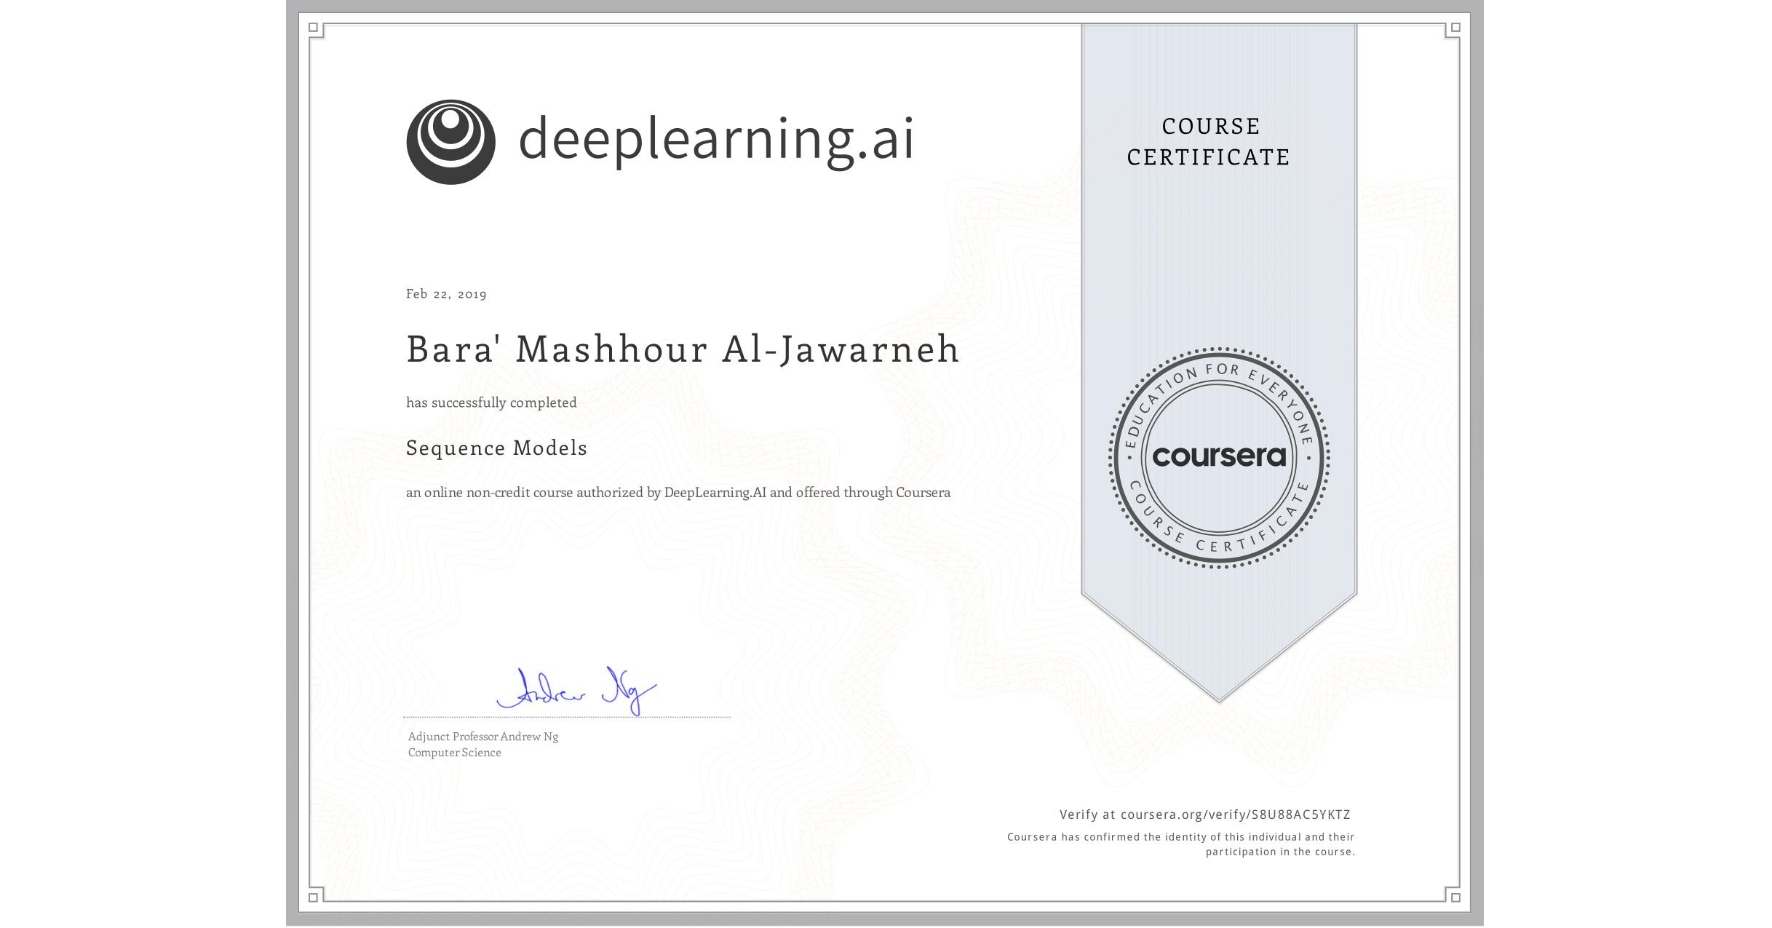 deeplearning.ai
COURSE
CERTIFICATE
Feb 22, 2019
Bara' Mashhour Al-Jawarneh
has successfully completed
Sequence Models
an online non-credit course authorized by DeepLearning.AI and offered through Coursera
EDUCATION FOR EVERYONE
coursera
COURSE CERTIFICATE
Andrew Ng
Adjunct Professor Andrew Ng
Computer Science
Verify at coursera.org/verify/S8U88AC5YKTZ
Coursera has confirmed the identity of this individual and their
participation in the course.